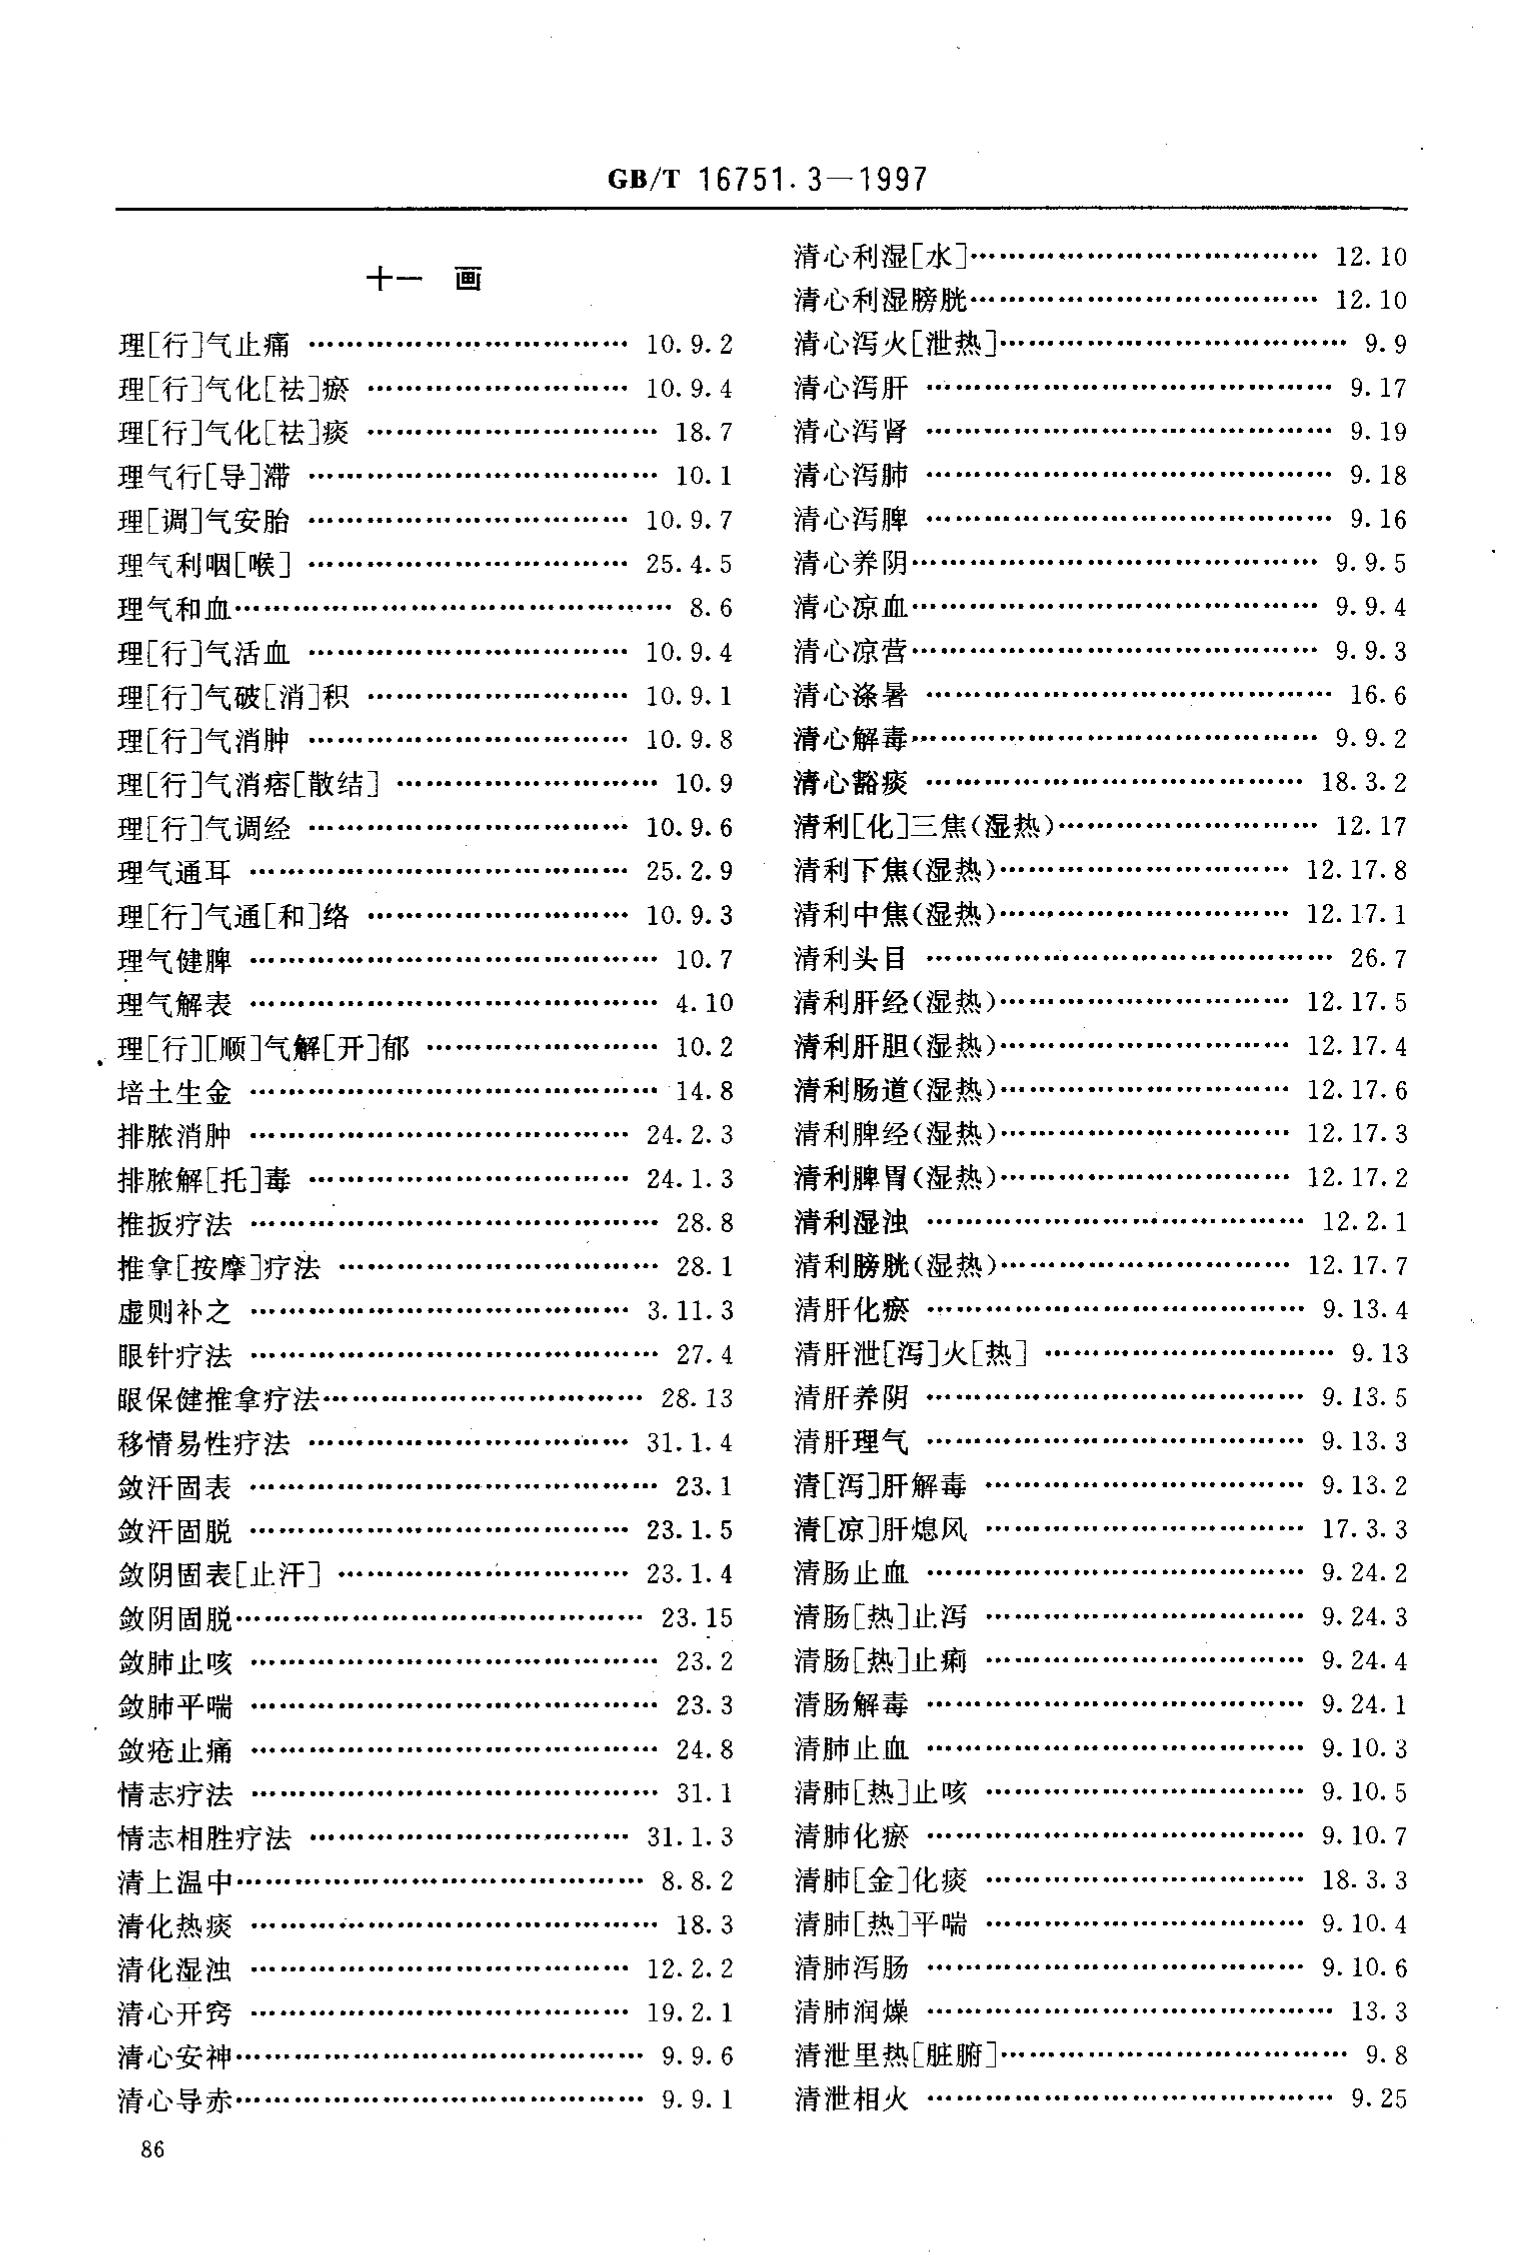 GB/T 16751.3—1997
十一 画
理[行]气止痛 …………………………… 10.9.2
理[行]气化[祛]瘀 ……………………… 10.9.4
理[行]气化[祛]痰 ………………………… 18.7
理气行[导]滞 ……………………………… 10.1
理[调]气安胎 …………………………… 10.9.7
理气利咽[喉] …………………………… 25.4.5
理气和血……………………………………… 8.6
理[行]气活血 …………………………… 10.9.4
理[行]气破[消]积 ……………………… 10.9.1
理[行]气消肿 …………………………… 10.9.8
理[行]气消痞[散结] ……………………… 10.9
理[行]气调经 …………………………… 10.9.6
理气通耳 ………………………………… 25.2.9
理[行]气通[和]络 ……………………… 10.9.3
理气健脾 …………………………………… 10.7
理气解表 …………………………………… 4.10
理[行][顺]气解[开]郁 …………………… 10.2
培土生金 …………………………………… 14.8
排脓消肿 ………………………………… 24.2.3
排脓解[托]毒 …………………………… 24.1.3
推扳疗法 …………………………………… 28.8
推拿[按摩]疗法 …………………………… 28.1
虚则补之 ………………………………… 3.11.3
眼针疗法 …………………………………… 27.4
眼保健推拿疗法…………………………… 28.13
移情易性疗法 …………………………… 31.1.4
敛汗固表 …………………………………… 23.1
敛汗固脱 ………………………………… 23.1.5
敛阴固表[止汗] ………………………… 23.1.4
敛阴固脱…………………………………… 23.15
敛肺止咳 …………………………………… 23.2
敛肺平喘 …………………………………… 23.3
敛疮止痛 …………………………………… 24.8
情志疗法 …………………………………… 31.1
情志相胜疗法 …………………………… 31.1.3
清上温中…………………………………… 8.8.2
清化热痰 …………………………………… 18.3
清化湿浊 ………………………………… 12.2.2
清心开窍 ………………………………… 19.2.1
清心安神…………………………………… 9.9.6
清心导赤…………………………………… 9.9.1
清心利湿[水]……………………………… 12.10
清心利湿膀胱……………………………… 12.10
清心泻火[泄热]……………………………… 9.9
清心泻肝 …………………………………… 9.17
清心泻肾 …………………………………… 9.19
清心泻肺 …………………………………… 9.18
清心泻脾 …………………………………… 9.16
清心养阴…………………………………… 9.9.5
清心凉血…………………………………… 9.9.4
清心凉营…………………………………… 9.9.3
清心涤暑 …………………………………… 16.6
清心解毒…………………………………… 9.9.2
清心豁痰 ………………………………… 18.3.2
清利[化]三焦(湿热)……………………… 12.17
清利下焦(湿热)………………………… 12.17.8
清利中焦(湿热)………………………… 12.17.1
清利头目 …………………………………… 26.7
清利肝经(湿热)………………………… 12.17.5
清利肝胆(湿热)………………………… 12.17.4
清利肠道(湿热)………………………… 12.17.6
清利脾经(湿热)………………………… 12.17.3
清利脾胃(湿热)………………………… 12.17.2
清利湿浊 ………………………………… 12.2.1
清利膀胱(湿热)………………………… 12.17.7
清肝化瘀 ………………………………… 9.13.4
清肝泄[泻]火[热] ………………………… 9.13
清肝养阴 ………………………………… 9.13.5
清肝理气 ………………………………… 9.13.3
清[泻]肝解毒 …………………………… 9.13.2
清[凉]肝熄风 …………………………… 17.3.3
清肠止血 ………………………………… 9.24.2
清肠[热]止泻 …………………………… 9.24.3
清肠[热]止痢 …………………………… 9.24.4
清肠解毒 ………………………………… 9.24.1
清肺止血 ………………………………… 9.10.3
清肺[热]止咳 …………………………… 9.10.5
清肺化瘀 ………………………………… 9.10.7
清肺[金]化痰 …………………………… 18.3.3
清肺[热]平喘 …………………………… 9.10.4
清肺泻肠 ………………………………… 9.10.6
清肺润燥 …………………………………… 13.3
清泄里热[脏腑]……………………………… 9.8
清泄相火 …………………………………… 9.25
86